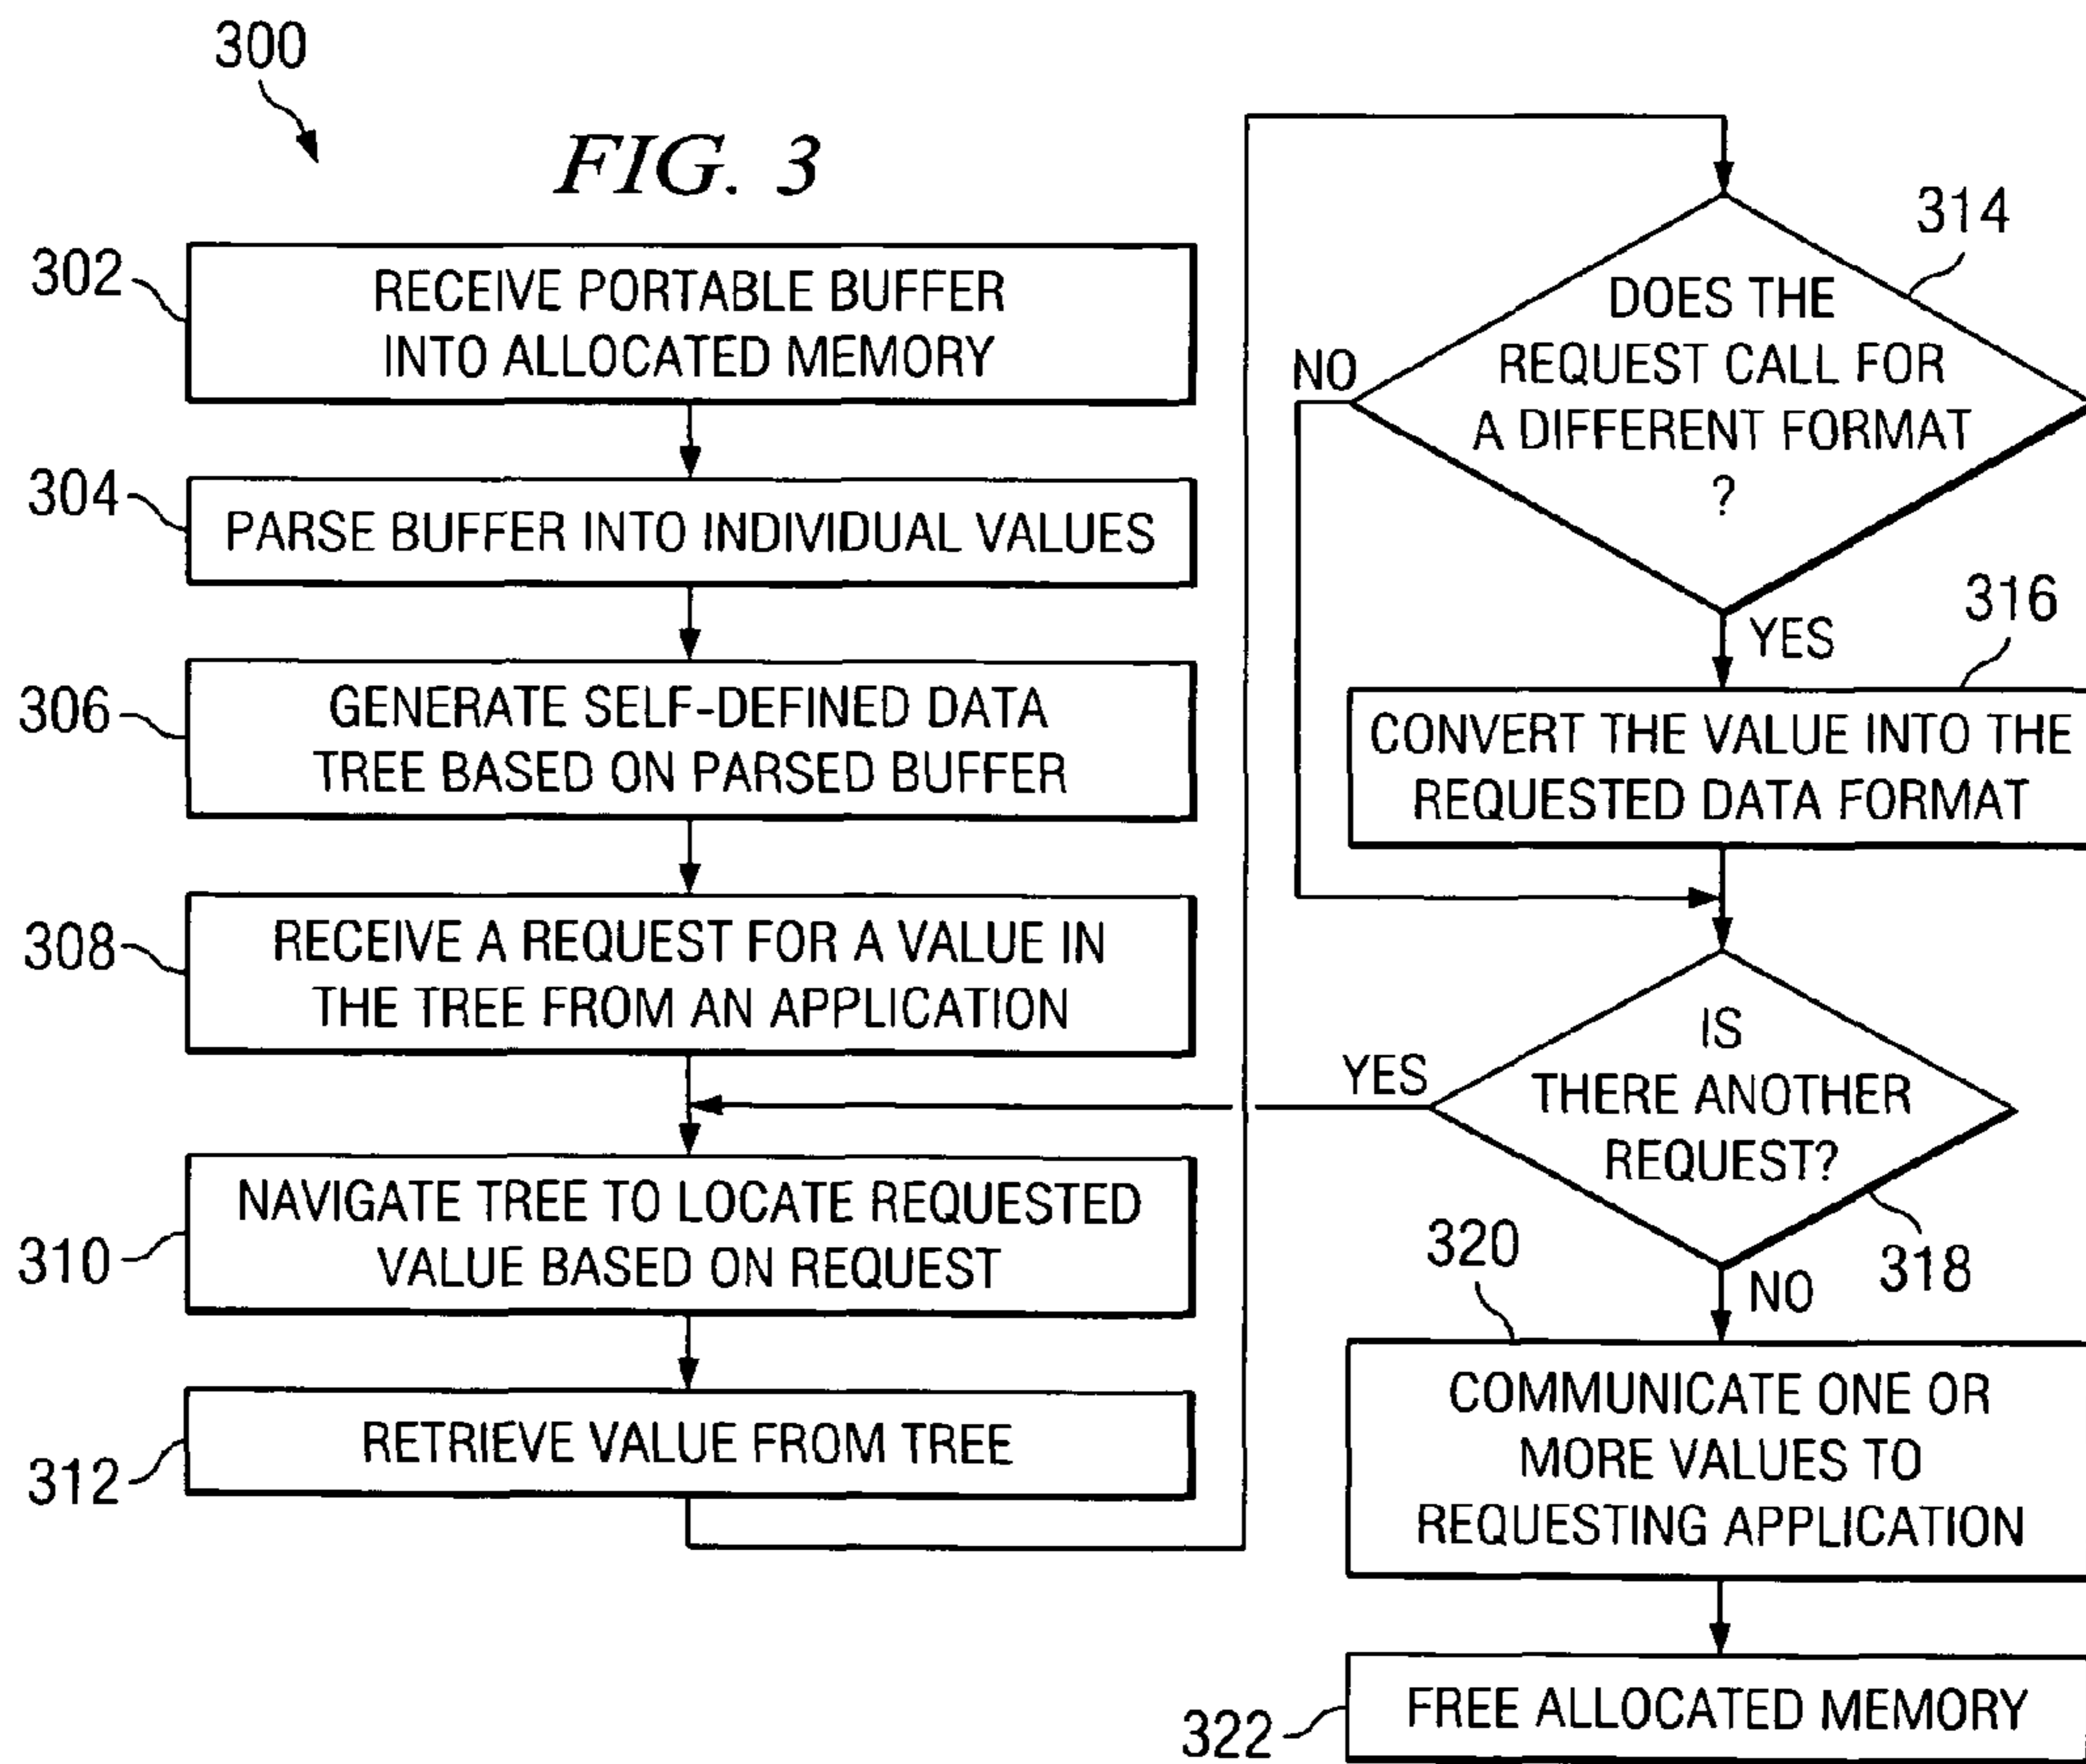 300
FIG. 3
302
RECEIVE PORTABLE BUFFER
INTO ALLOCATED MEMORY
304
PARSE BUFFER INTO INDIVIDUAL VALUES
306
GENERATE SELF-DEFINED DATA
TREE BASED ON PARSED BUFFER
308
RECEIVE A REQUEST FOR A VALUE IN
THE TREE FROM AN APPLICATION
310
NAVIGATE TREE TO LOCATE REQUESTED
VALUE BASED ON REQUEST
312
RETRIEVE VALUE FROM TREE
314
DOES THE
REQUEST CALL FOR
A DIFFERENT FORMAT
?
NO
YES
316
CONVERT THE VALUE INTO THE
REQUESTED DATA FORMAT
IS
THERE ANOTHER
REQUEST?
YES
318
NO
320
COMMUNICATE ONE OR
MORE VALUES TO
REQUESTING APPLICATION
322
FREE ALLOCATED MEMORY